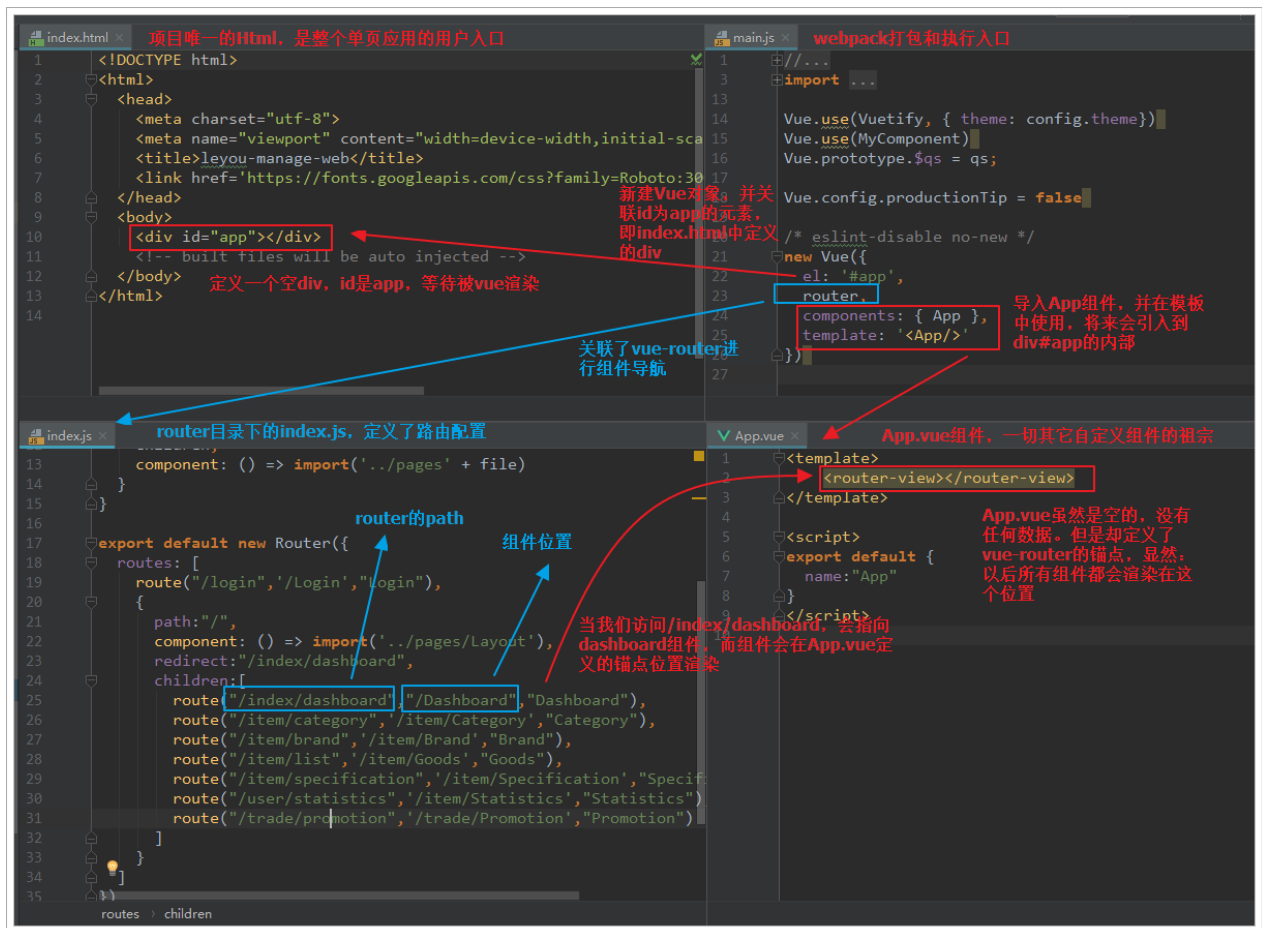 index.html × 项目唯一的Html，是整个单页应用的用户入口
1 <!DOCTYPE html>
2 <html>
3 <head>
4 <meta charset="utf-8">
5 <meta name="viewport" content="width=device-width,initial-sca
6 <title>leyou-manage-web</title>
7 <link href='https://fonts.googleapis.com/css?family=Roboto:30
8 </head>
9 <body>
10 <div id="app"></div>
11 <!-- built files will be auto injected -->
12 </body>
13 </html>
14
定义一个空div，id是app，等待被vue渲染
main.js × webpack打包和执行入口
1 //...
3 import ...
13
14 Vue.use(Vuetify, { theme: config.theme})
15 Vue.use(MyComponent)
16 Vue.prototype.$qs = qs;
17
18 Vue.config.productionTip = false
20 /* eslint-disable no-new */
21 new Vue({
22 el: '#app',
23 router,
24 components: { App },
25 template: '<App/>'
26 })
27
新建Vue对象，并关
联id为app的元素，
即index.html中定义
的div
导入App组件，并在模板
中使用，将来会引入到
div#app的内部
关联了vue-router进
行组件导航
index.js × router目录下的index.js，定义了路由配置
13 component: () => import('../pages' + file)
14 }
15 }
16
17 export default new Router({
18 routes: [
19 route("/login",'/Login',"Login"),
20 {
21 path:"/",
22 component: () => import('../pages/Layout'),
23 redirect:"/index/dashboard",
24 children:[
25 route("/index/dashboard","/Dashboard","Dashboard"),
26 route("/item/category",'/item/Category',"Category"),
27 route("/item/brand",'/item/Brand',"Brand"),
28 route("/item/list",'/item/Goods',"Goods"),
29 route("/item/specification",'/item/Specification',"Specif
30 route("/user/statistics",'/item/Statistics',"Statistics")
31 route("/trade/promotion",'/trade/Promotion',"Promotion")
32 ]
33 }
34 ]
35 })
routes › children
router的path
组件位置
当我们访问/index/dashboard，会指向
dashboard组件，而组件会在App.vue定
义的锚点位置渲染
App.vue × App.vue组件，一切其它自定义组件的祖宗
1 <template>
2 <router-view></router-view>
3 </template>
4
5 <script>
6 export default {
7 name:"App"
8 }
9 </script>
10
App.vue虽然是空的，没有
任何数据。但是却定义了
vue-router的锚点，显然：
以后所有组件都会渲染在这
个位置